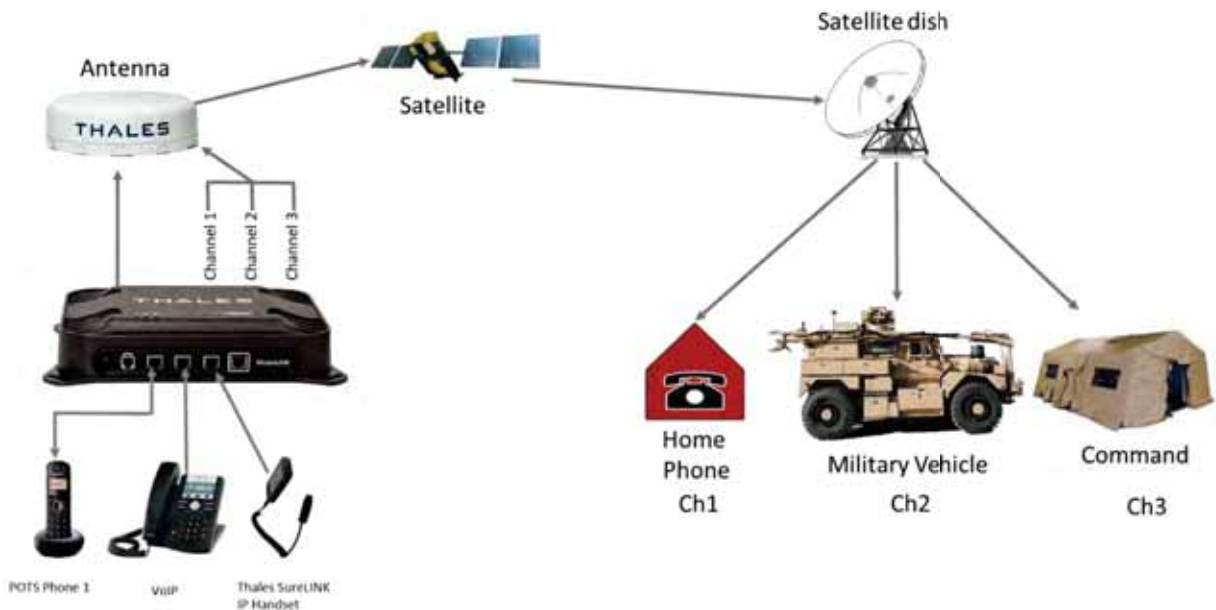 Satellite dish
Antenna
THALES
Satellite
Channel 1
Channel 2
Channel 3
THALES
Home
Phone
Ch1
Military Vehicle
Ch2
Command
Ch3
POTS Phone 1
VoIP
Thales SureLINK
IP Handset